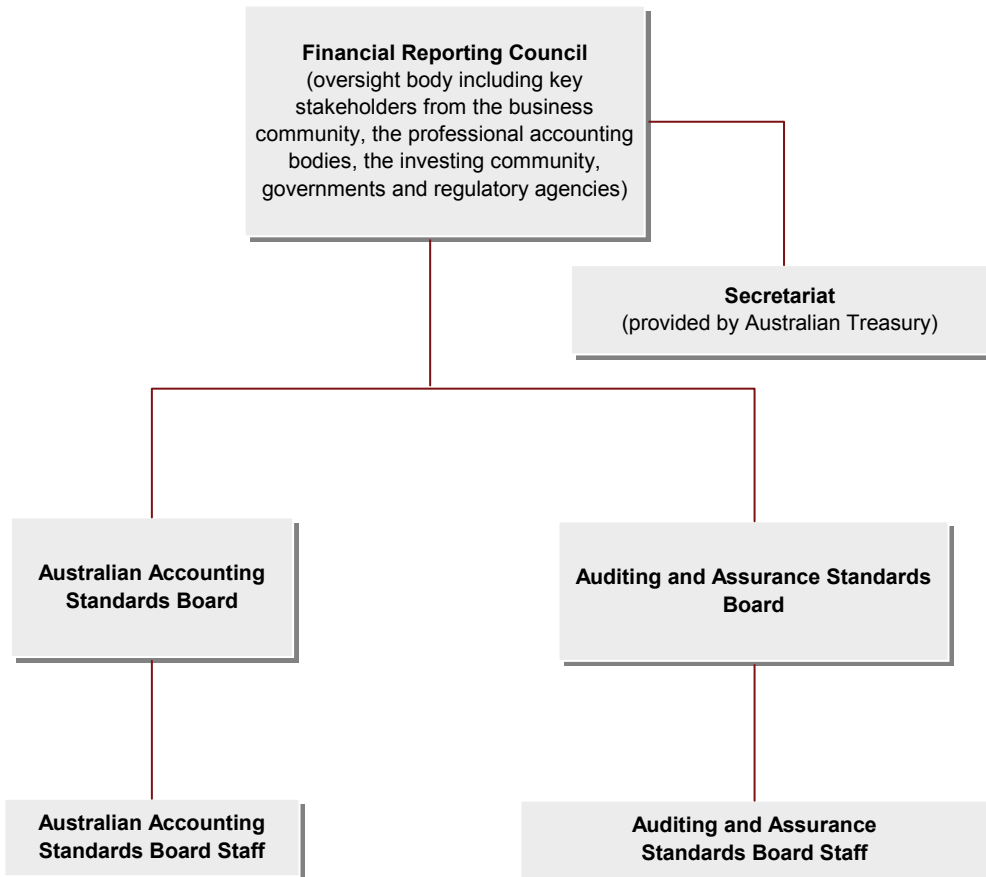 Financial Reporting Council
(oversight body including key
stakeholders from the business
community, the professional accounting
bodies, the investing community,
governments and regulatory agencies)
Secretariat
(provided by Australian Treasury)
Australian Accounting
Standards Board
Auditing and Assurance Standards
Board
Australian Accounting
Standards Board Staff
Auditing and Assurance
Standards Board Staff